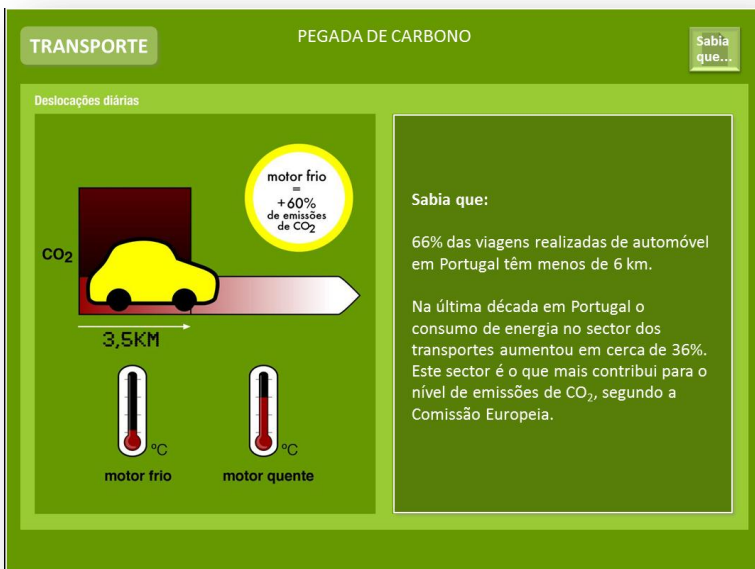 TRANSPORTE
PEGADA DE CARBONO
Sabia
que...
Deslocações diárias
motor frio
=
+60%
de emissões
de CO2
CO2
3,5KM
ºC
ºC
motor frio
motor quente
Sabia que:
66% das viagens realizadas de automóvel
em Portugal têm menos de 6 km.
Na última década em Portugal o
consumo de energia no sector dos
transportes aumentou em cerca de 36%.
Este sector é o que mais contribui para o
nível de emissões de CO2, segundo a
Comissão Europeia.